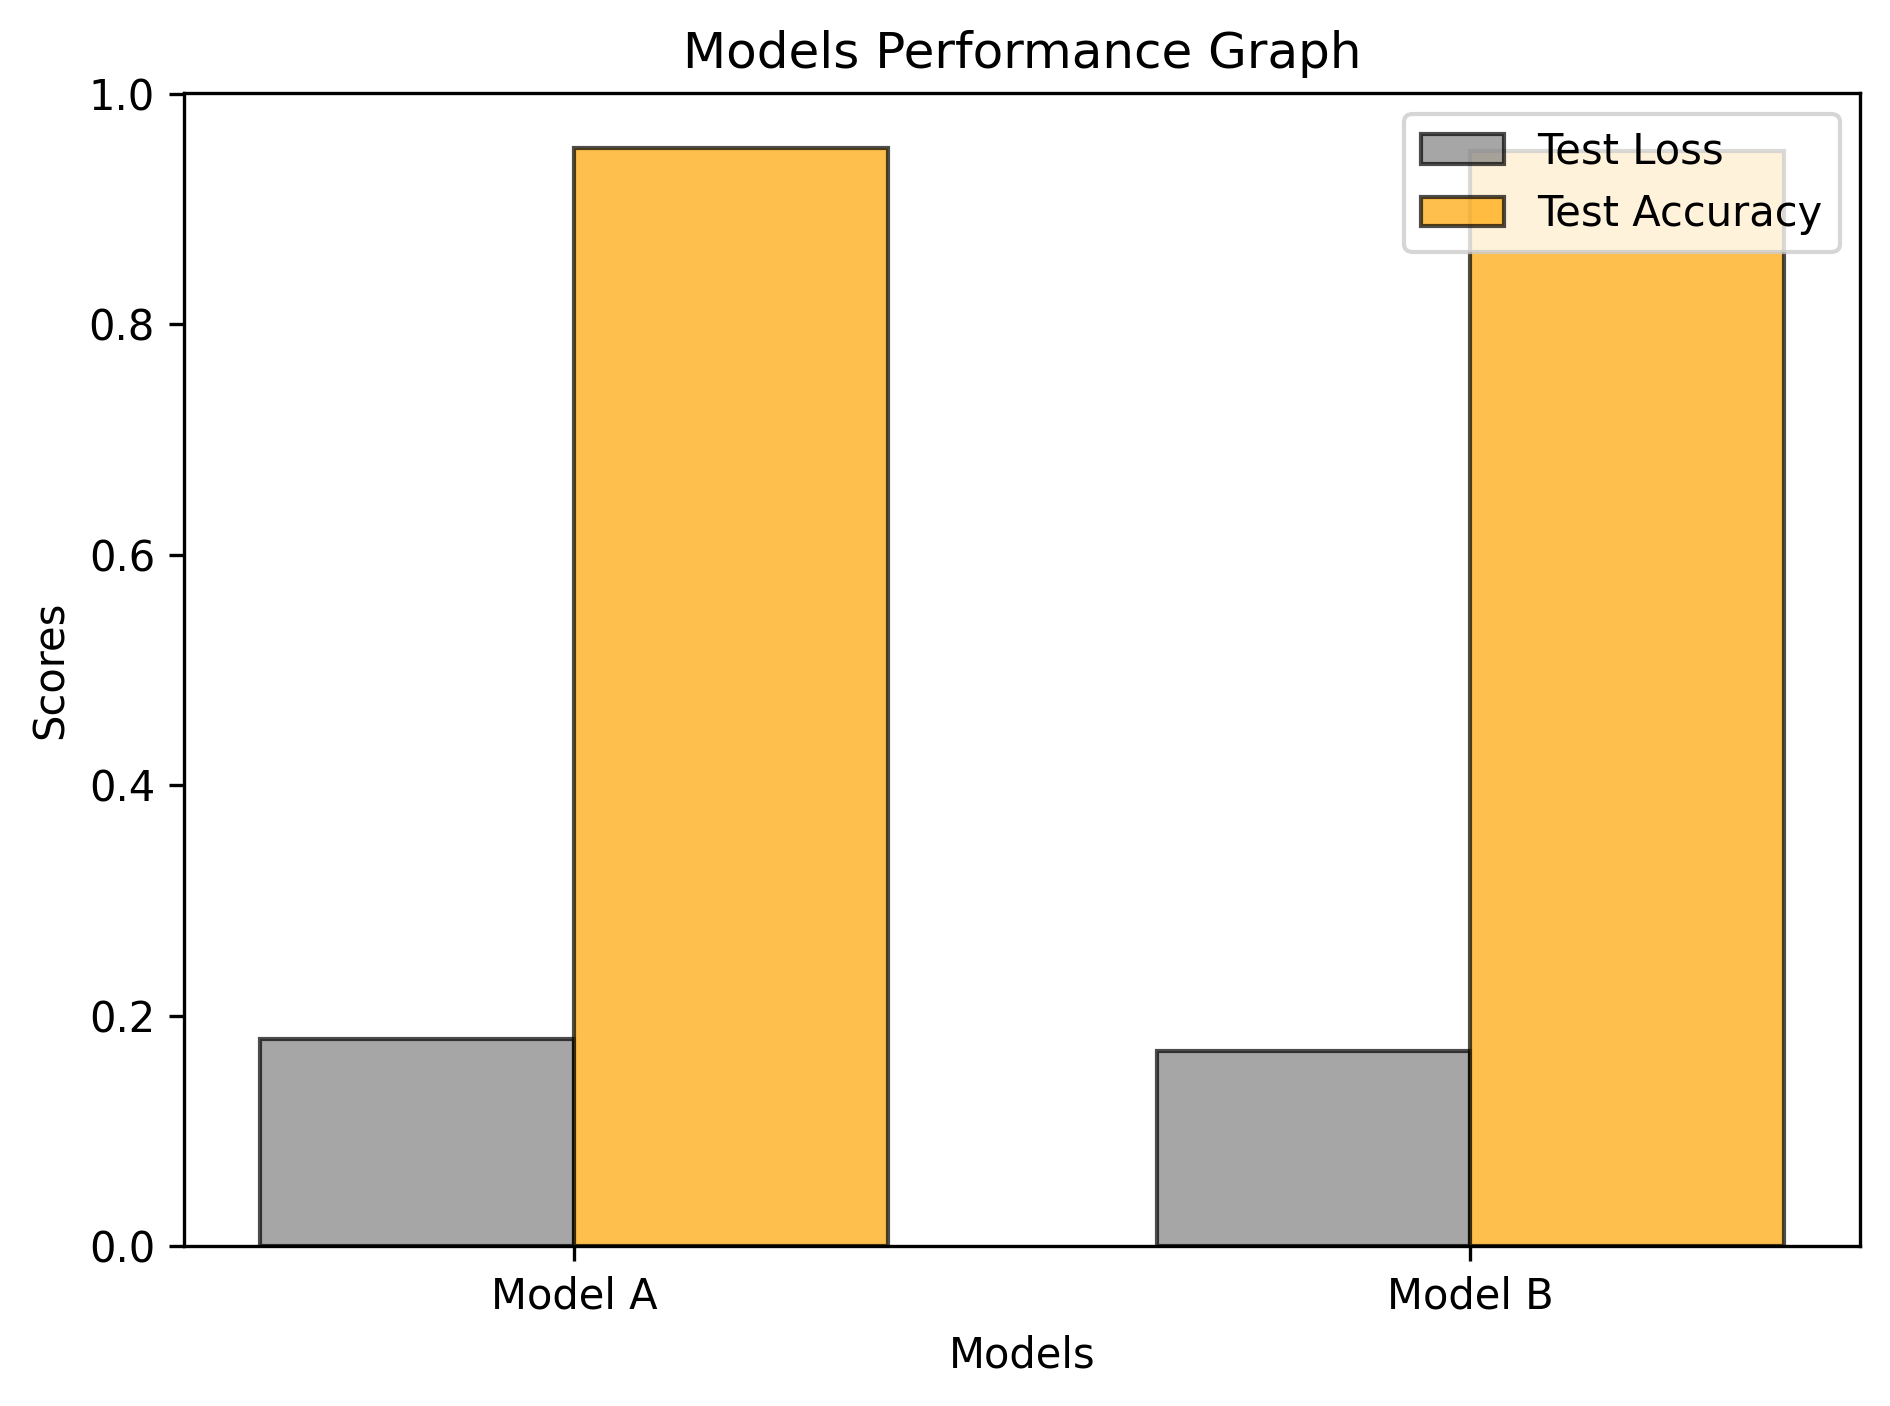 Models Performance Graph
1.0
0.8
0.6
0.4
0.2
0.0
Scores
Test Loss
Test Accuracy
Model A
Model B
Models